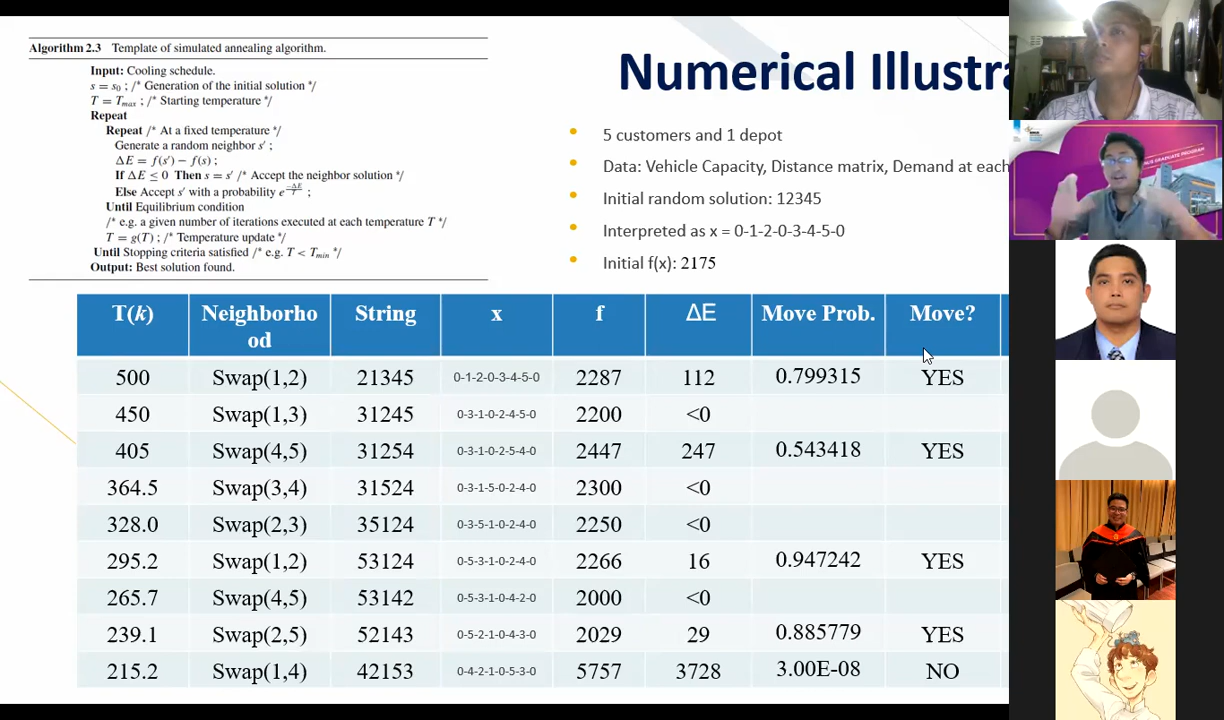 Algorithm 2.3 Template of simulated annealing algorithm.
Input: Cooling schedule.
s = s0 ; /* Generation of the initial solution */
T = Tmax ; /* Starting temperature */
Repeat
Repeat /* At a fixed temperature */
Generate a random neighbor s′ ;
ΔE = f(s′) − f(s) ;
If ΔE ≤ 0 Then s = s′ /* Accept the neighbor solution */
Else Accept s′ with a probability e^(−ΔE/T) ;
Until Equilibrium condition
/* e.g. a given number of iterations executed at each temperature T */
T = g(T) ; /* Temperature update */
Until Stopping criteria satisfied /* e.g. T < Tmin */
Output: Best solution found.
Numerical Illustra
• 5 customers and 1 depot
• Data: Vehicle Capacity, Distance matrix, Demand at each
• Initial random solution: 12345
• Interpreted as x = 0-1-2-0-3-4-5-0
• Initial f(x): 2175
T(k) Neighborho od String x f ΔE Move Prob. Move?
500 Swap(1,2) 21345 0-1-2-0-3-4-5-0 2287 112 0.799315 YES
450 Swap(1,3) 31245 0-3-1-0-2-4-5-0 2200 <0
405 Swap(4,5) 31254 0-3-1-0-2-5-4-0 2447 247 0.543418 YES
364.5 Swap(3,4) 31524 0-3-1-5-0-2-4-0 2300 <0
328.0 Swap(2,3) 35124 0-3-5-1-0-2-4-0 2250 <0
295.2 Swap(1,2) 53124 0-5-3-1-0-2-4-0 2266 16 0.947242 YES
265.7 Swap(4,5) 53142 0-5-3-1-0-4-2-0 2000 <0
239.1 Swap(2,5) 52143 0-5-2-1-0-4-3-0 2029 29 0.885779 YES
215.2 Swap(1,4) 42153 0-4-2-1-0-5-3-0 5757 3728 3.00E-08 NO
GRADUATE PROGRAM